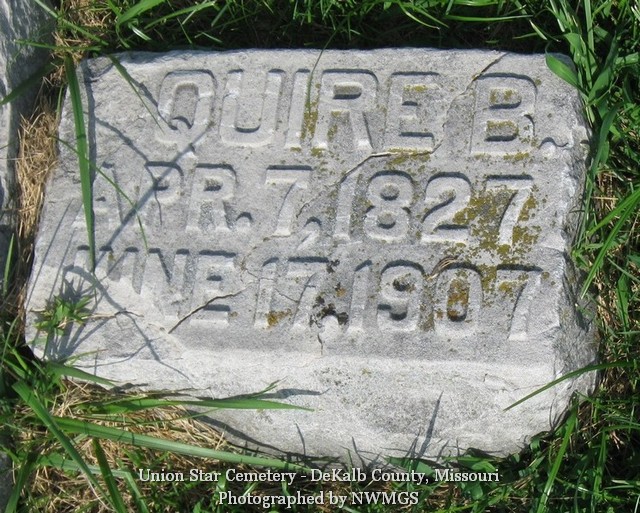 QUIRE B.
APR. 7, 1827
JUNE 17, 1907
Union Star Cemetery - DeKalb County, Missouri
Photographed by NWMGS